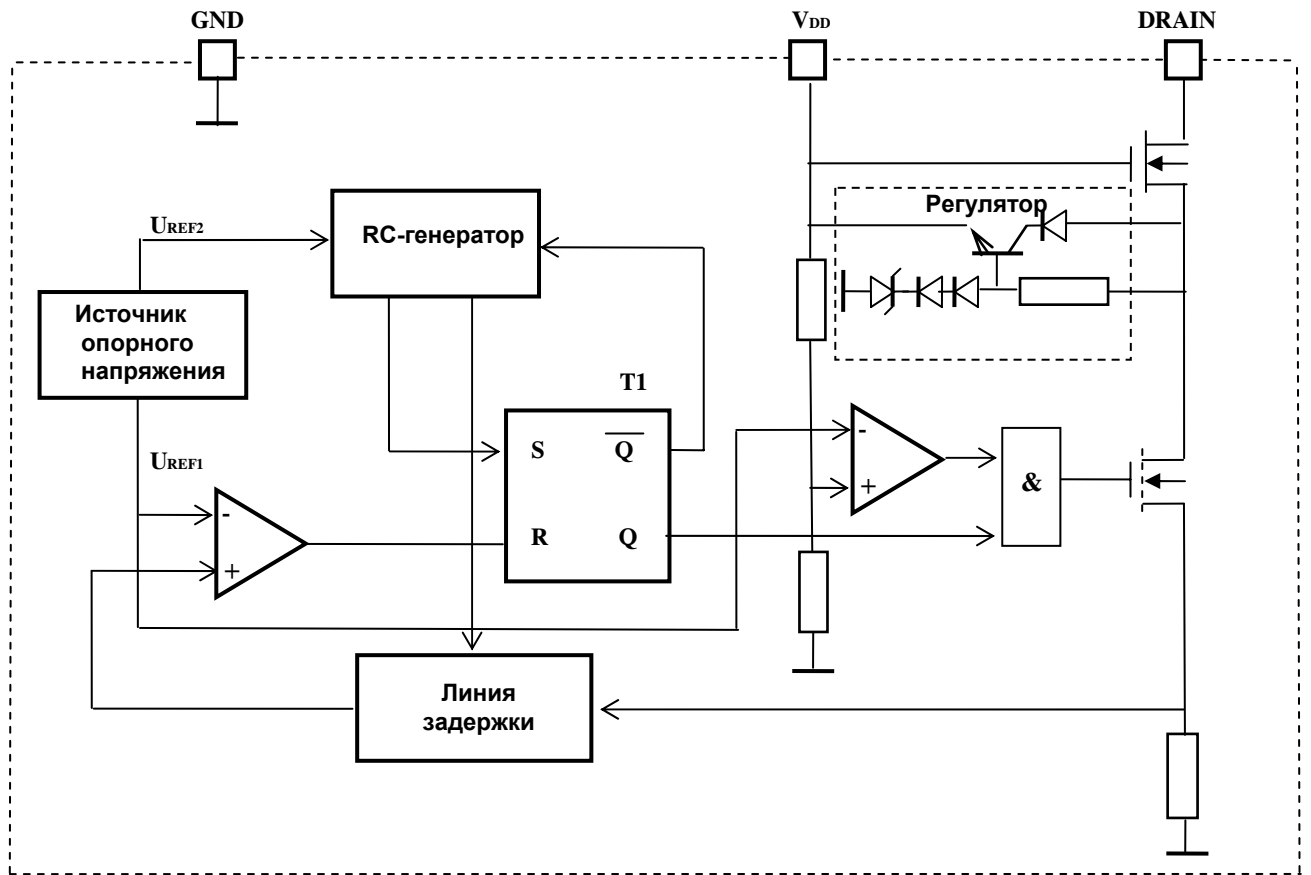 GND
VDD
DRAIN
Регулятор
UREF2
RC-генератор
Источник
опорного
напряжения
T1
S
Q
UREF1
-
+
R
Q
-
+
&
Линия
задержки